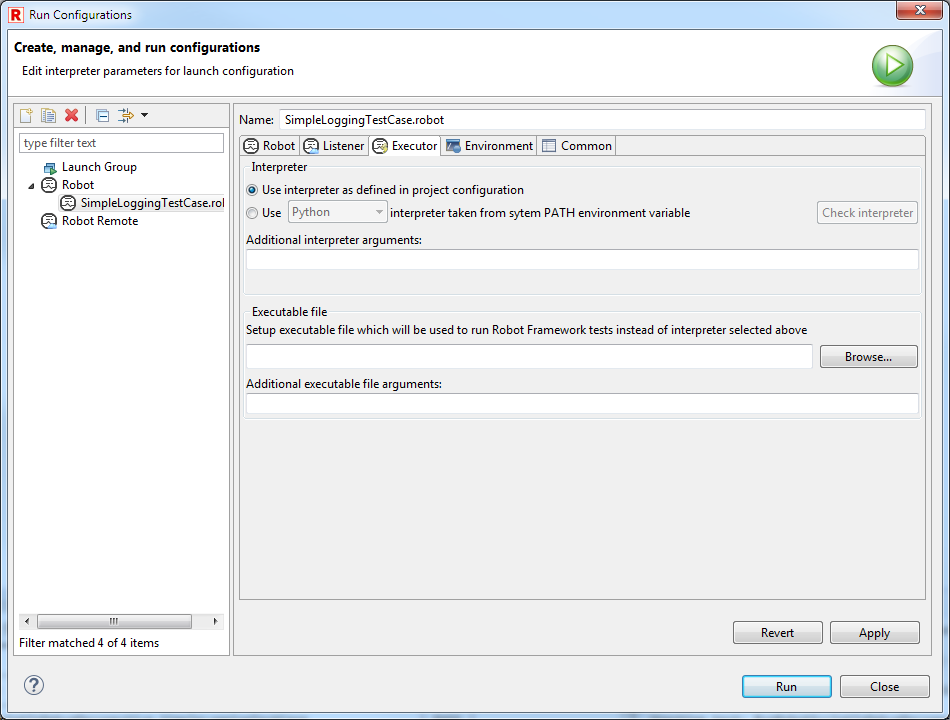 Run Configurations
Create, manage, and run configurations
Edit interpreter parameters for launch configuration
type filter text
Launch Group
Robot
SimpleLoggingTestCase.rol
Robot Remote
Filter matched 4 of 4 items
Name: SimpleLoggingTestCase.robot
Robot Listener Executor Environment Common
Interpreter
Use interpreter as defined in project configuration
Use Python interpreter taken from sytem PATH environment variable Check interpreter
Additional interpreter arguments:
Executable file
Setup executable file which will be used to run Robot Framework tests instead of interpreter selected above
Browse...
Additional executable file arguments:
Revert Apply
Run Close